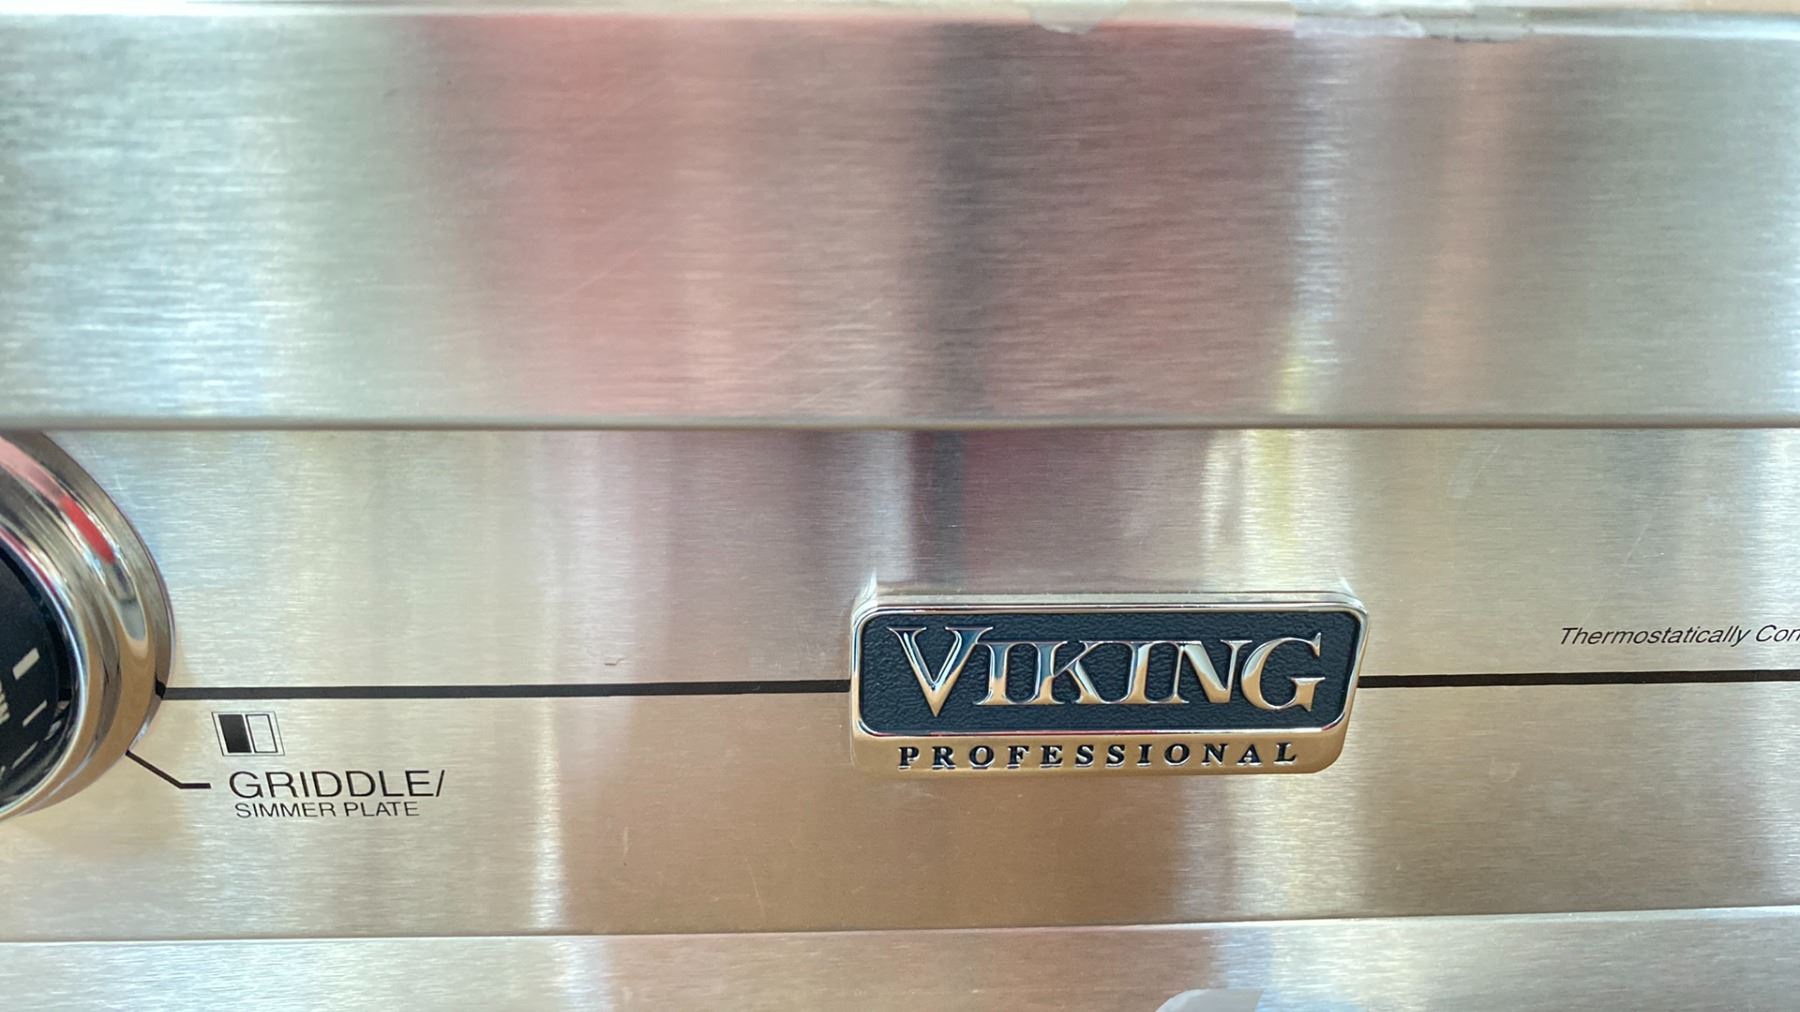 VIKING
PROFESSIONAL
Thermostatically
GRIDDLE/
SIMMER PLATE